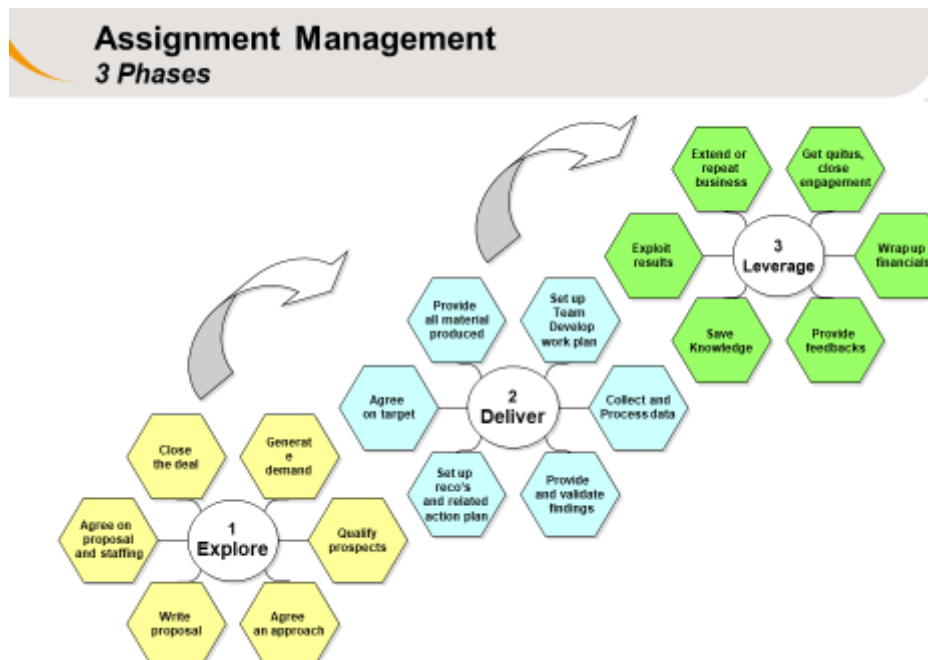 Assignment Management
3 Phases
Extend or
repeat
business
Get quitus,
close
engagement
Exploit
results
3
Leverage
Wrap up
financials
Save
Knowledge
Provide
feedbacks
Provide
all material
produced
Set up
Team
Develop
work plan
Agree
on target
2
Deliver
Collect and
Process data
Set up
reco's
and related
action plan
Provide
and validate
findings
Close
the deal
Generat
e
demand
Agree on
proposal
and staffing
1
Explore
Qualify
prospects
Write
proposal
Agree
an approach